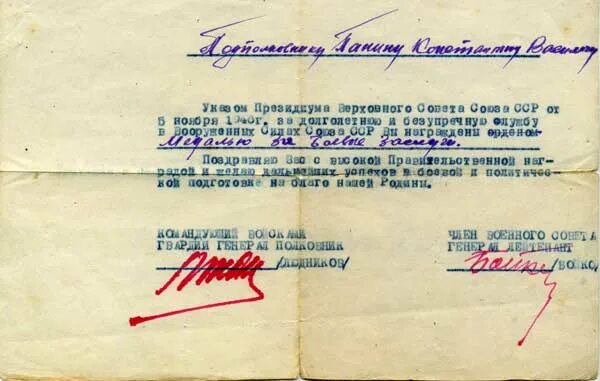 Подполковнику Панину Константину
Указом Президиума Верховного Совета Союза ССР от
5 ноября 1946г. за долголетнюю и безупречную службу
в Вооруженных Силах Союза ССР Вы награждены орденом
Медалью за боевые заслуги.
Поздравляю Вас с высокой Правительственной наг-
радой и желаю дальнейших успехов в боевой и политичес-
кой подготовке на благо нашей Родины.
КОМАНДУЮЩИЙ ВОЙСКАМИ
ГВАРДИИ ГЕНЕРАЛ ПОЛКОВНИК
/ЛЮДНИКОВ/
ЧЛЕН ВОЕННОГО СОВЕТА
ГЕНЕРАЛ ЛЕЙТЕНАНТ
/БОЙКО/